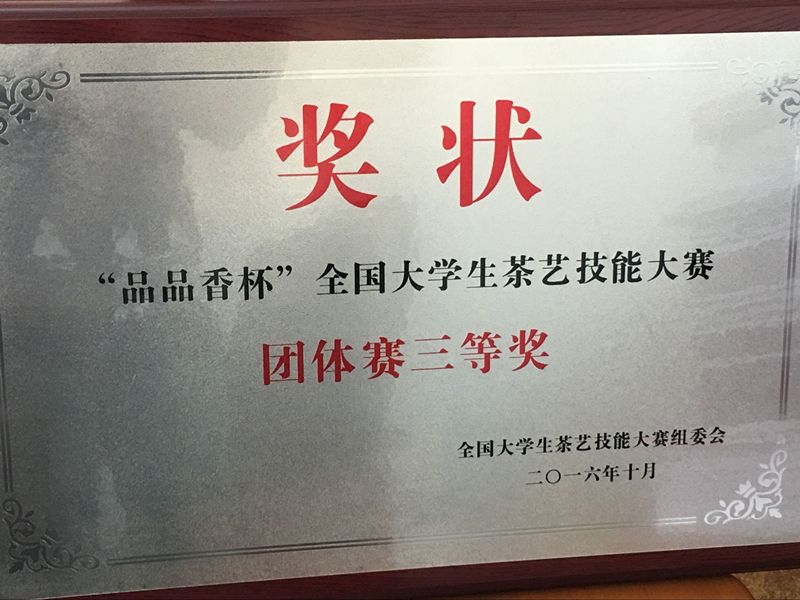 奖状
“品品香杯”全国大学生茶艺技能大赛
团体赛三等奖
全国大学生茶艺技能大赛组委会
二〇一六年十月